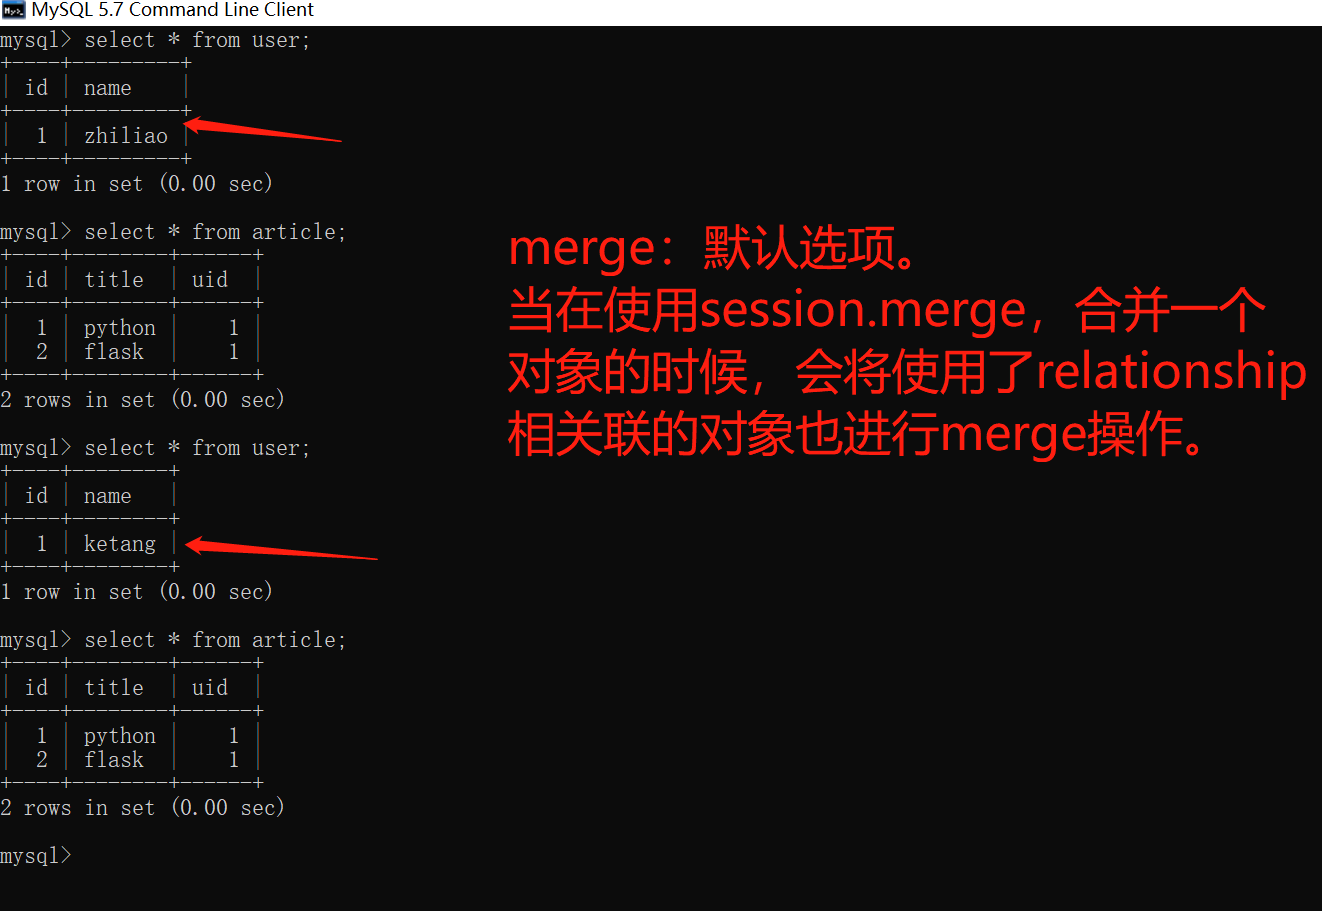 MySQL 5.7 Command Line Client
mysql> select * from user;
+----+---------+
| id | name    |
+----+---------+
|  1 | zhiliao |
+----+---------+
1 row in set (0.00 sec)
mysql> select * from article;
+----+--------+------+
| id | title  | uid  |
+----+--------+------+
|  1 | python |    1 |
|  2 | flask  |    1 |
+----+--------+------+
2 rows in set (0.00 sec)
mysql> select * from user;
+----+--------+
| id | name   |
+----+--------+
|  1 | ketang |
+----+--------+
1 row in set (0.00 sec)
mysql> select * from article;
+----+--------+------+
| id | title  | uid  |
+----+--------+------+
|  1 | python |    1 |
|  2 | flask  |    1 |
+----+--------+------+
2 rows in set (0.00 sec)
mysql>
merge：默认选项。
当在使用session.merge，合并一个
对象的时候，会将使用了relationship
相关联的对象也进行merge操作。